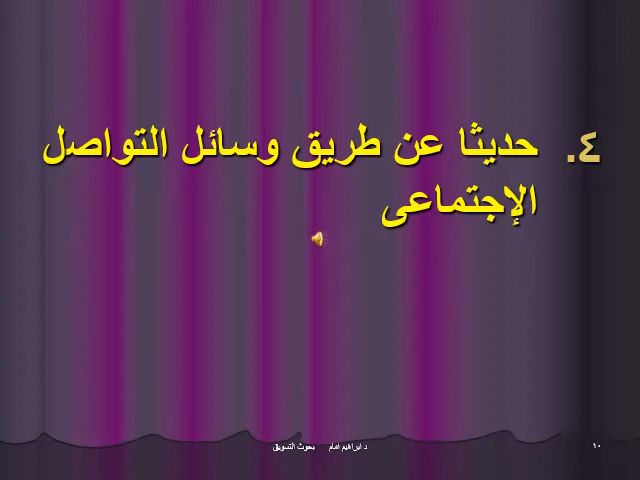 ٤. حديثا عن طريق وسائل التواصل
الإجتماعى
د ابراهيم امام بحوث التسويق
١٠